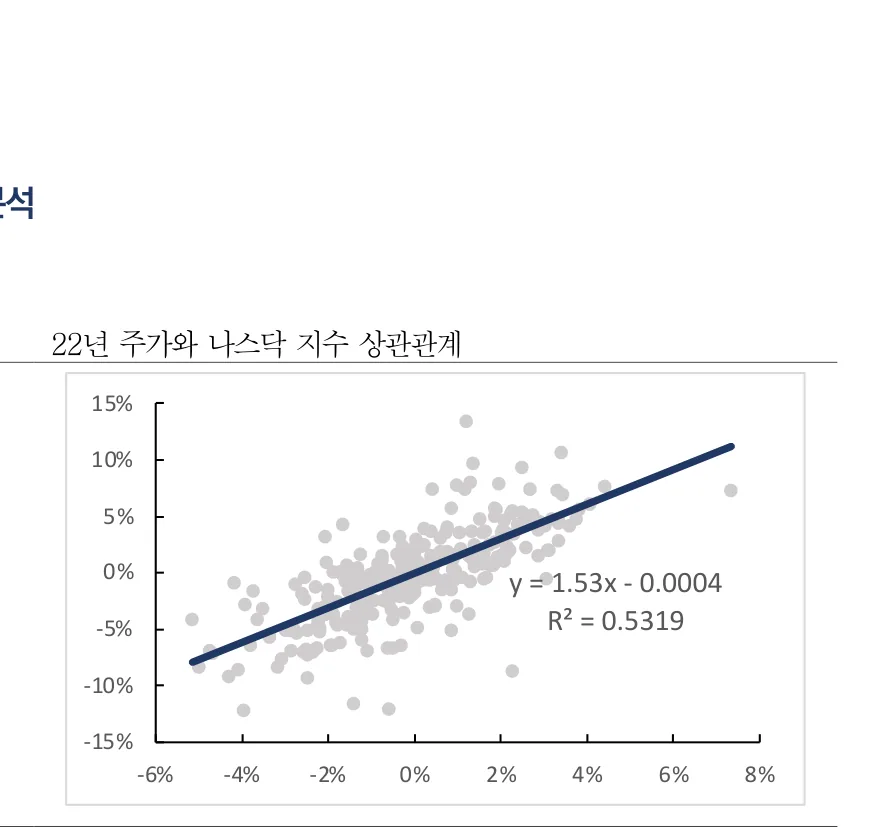 석
22년 주가와 나스닥 지수 상관관계
15%
10%
5%
0%
-5%
-10%
-15%
y = 1.53x - 0.0004
R² = 0.5319
-6% -4% -2% 0% 2% 4% 6% 8%